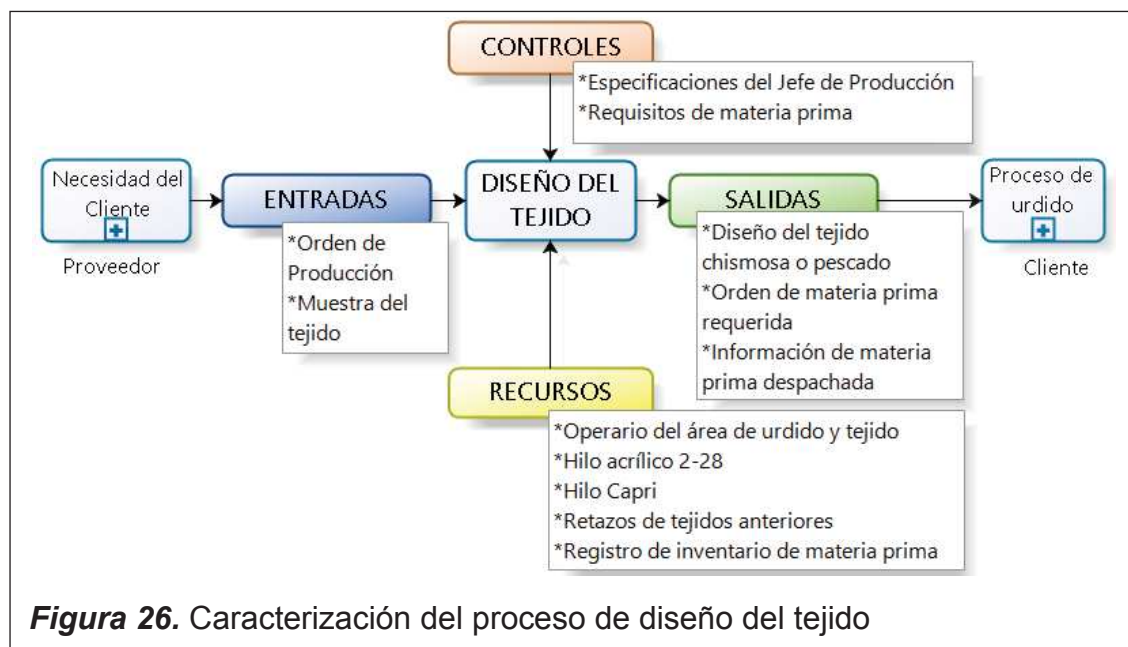 CONTROLES
*Especificaciones del Jefe de Producción
*Requisitos de materia prima
Necesidad del
Cliente
Proveedor
ENTRADAS
*Orden de
Producción
*Muestra del
tejido
DISEÑO DEL
TEJIDO
SALIDAS
*Diseño del tejido
chismosa o pescado
*Orden de materia prima
requerida
*Información de materia
prima despachada
Proceso de
urdido
Cliente
RECURSOS
*Operario del área de urdido y tejido
*Hilo acrílico 2-28
*Hilo Capri
*Retazos de tejidos anteriores
*Registro de inventario de materia prima
Figura 26. Caracterización del proceso de diseño del tejido